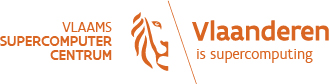 VLAAMS
SUPERCOMPUTER
CENTRUM
Vlaanderen
is supercomputing